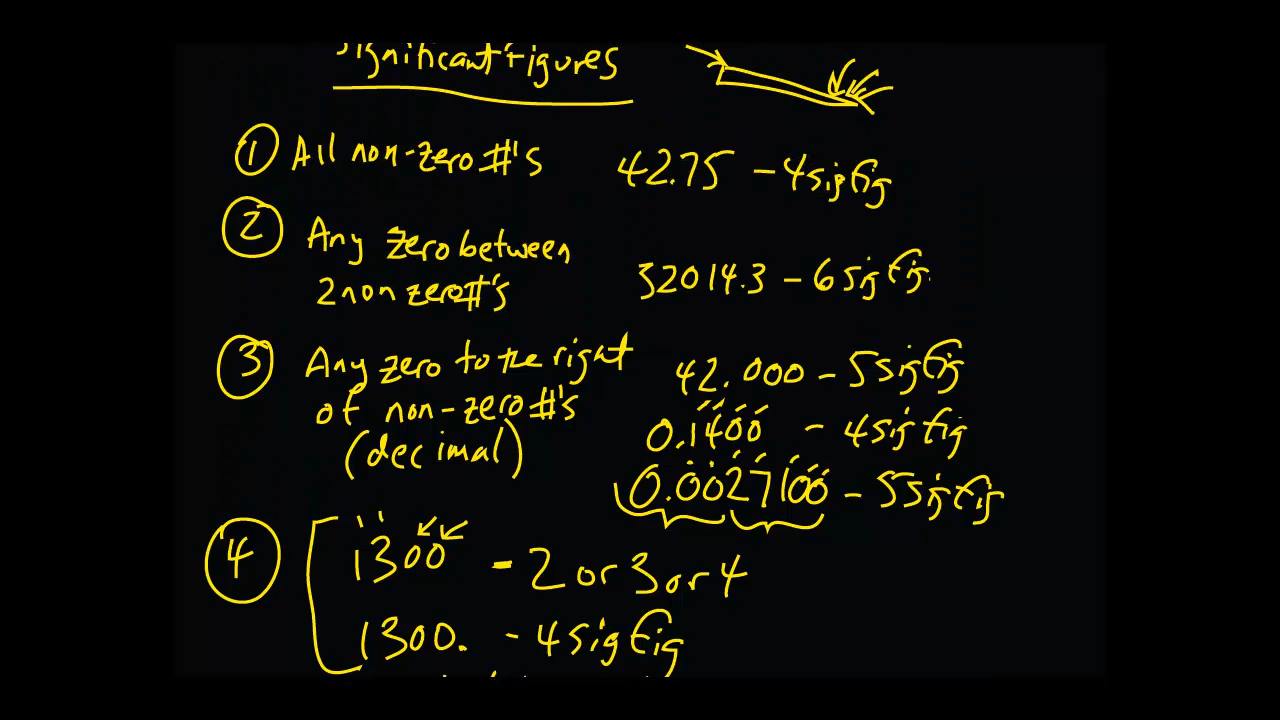 Significant Figures
① All non-zero #'s 42.75 - 4 sig fig
② Any zero between
2 non zero #'s 32014.3 - 6 sig fig.
③ Any zero to the right 42.000 - 5 sig fig
of non-zero #'s 0.1400 - 4 sig fig
(decimal) 0.0027100 - 5 sig fig
④ 1300 - 2 or 3 or 4
1300. - 4 sig fig